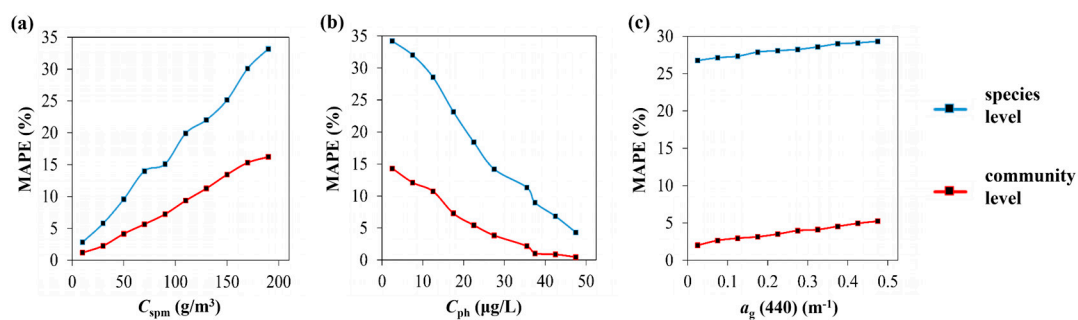 (a)
MAPE (%)
35
30
25
20
15
10
5
0
0 50 100 150 200
Cspm (g/m³)
(b)
MAPE (%)
35
30
25
20
15
10
5
0
0 10 20 30 40 50
Cph (μg/L)
(c)
MAPE (%)
30
25
20
15
10
5
0
0 0.1 0.2 0.3 0.4 0.5
ag (440) (m⁻¹)
species
level
community
level